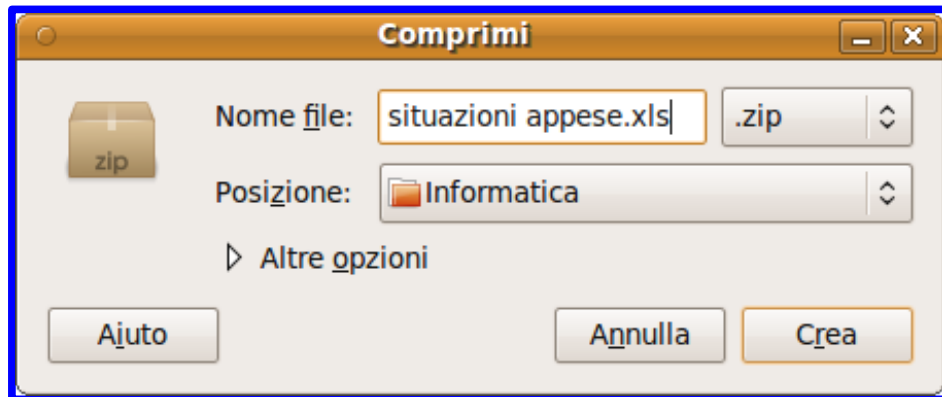 Comprimi
Nome file: situazioni appese.xls .zip
zip
Posizione: Informatica
Altre opzioni
Aiuto Annulla Crea